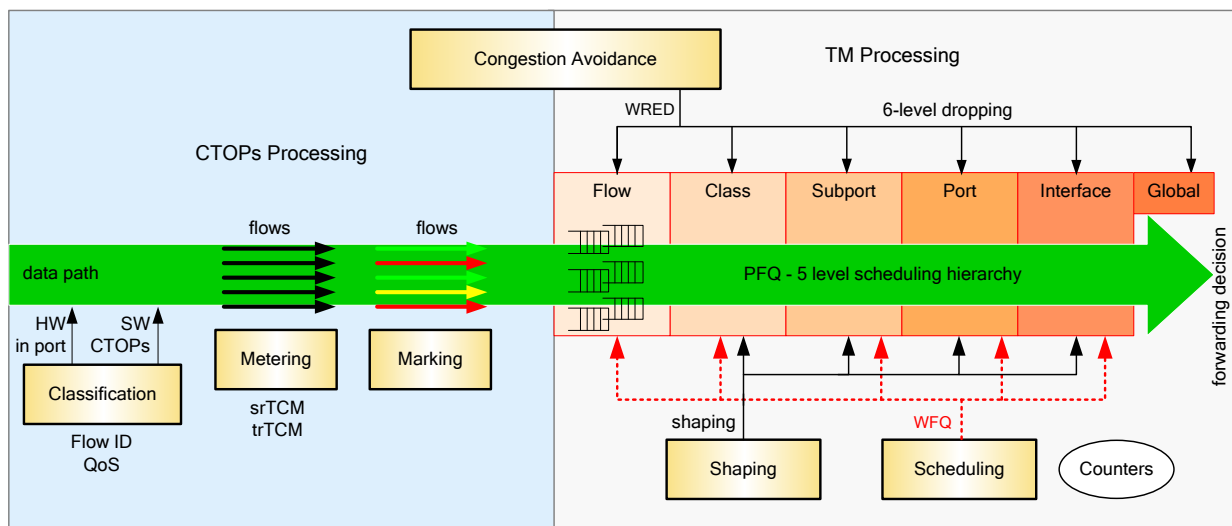 Congestion Avoidance
TM Processing
WRED
6-level dropping
CTOPs Processing
Flow
Class
Subport
Port
Interface
Global
flows
flows
data path
PFQ - 5 level scheduling hierarchy
forwarding decision
HW
in port
SW
CTOPs
Classification
Metering
Marking
Flow ID
QoS
srTCM
trTCM
shaping
WFQ
Shaping
Scheduling
Counters